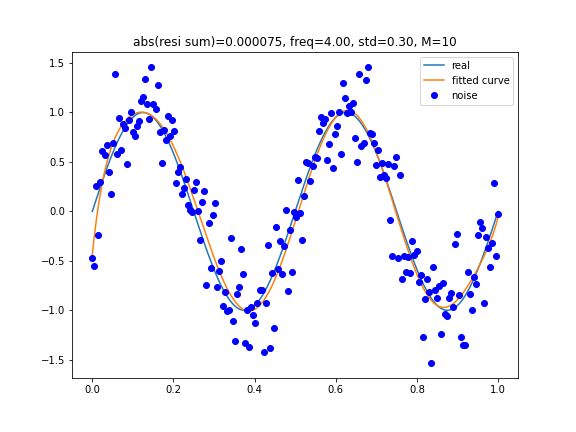 abs(resi sum)=0.000075, freq=4.00, std=0.30, M=10
real
fitted curve
noise
1.5
1.0
0.5
0.0
−0.5
−1.0
−1.5
0.0 0.2 0.4 0.6 0.8 1.0